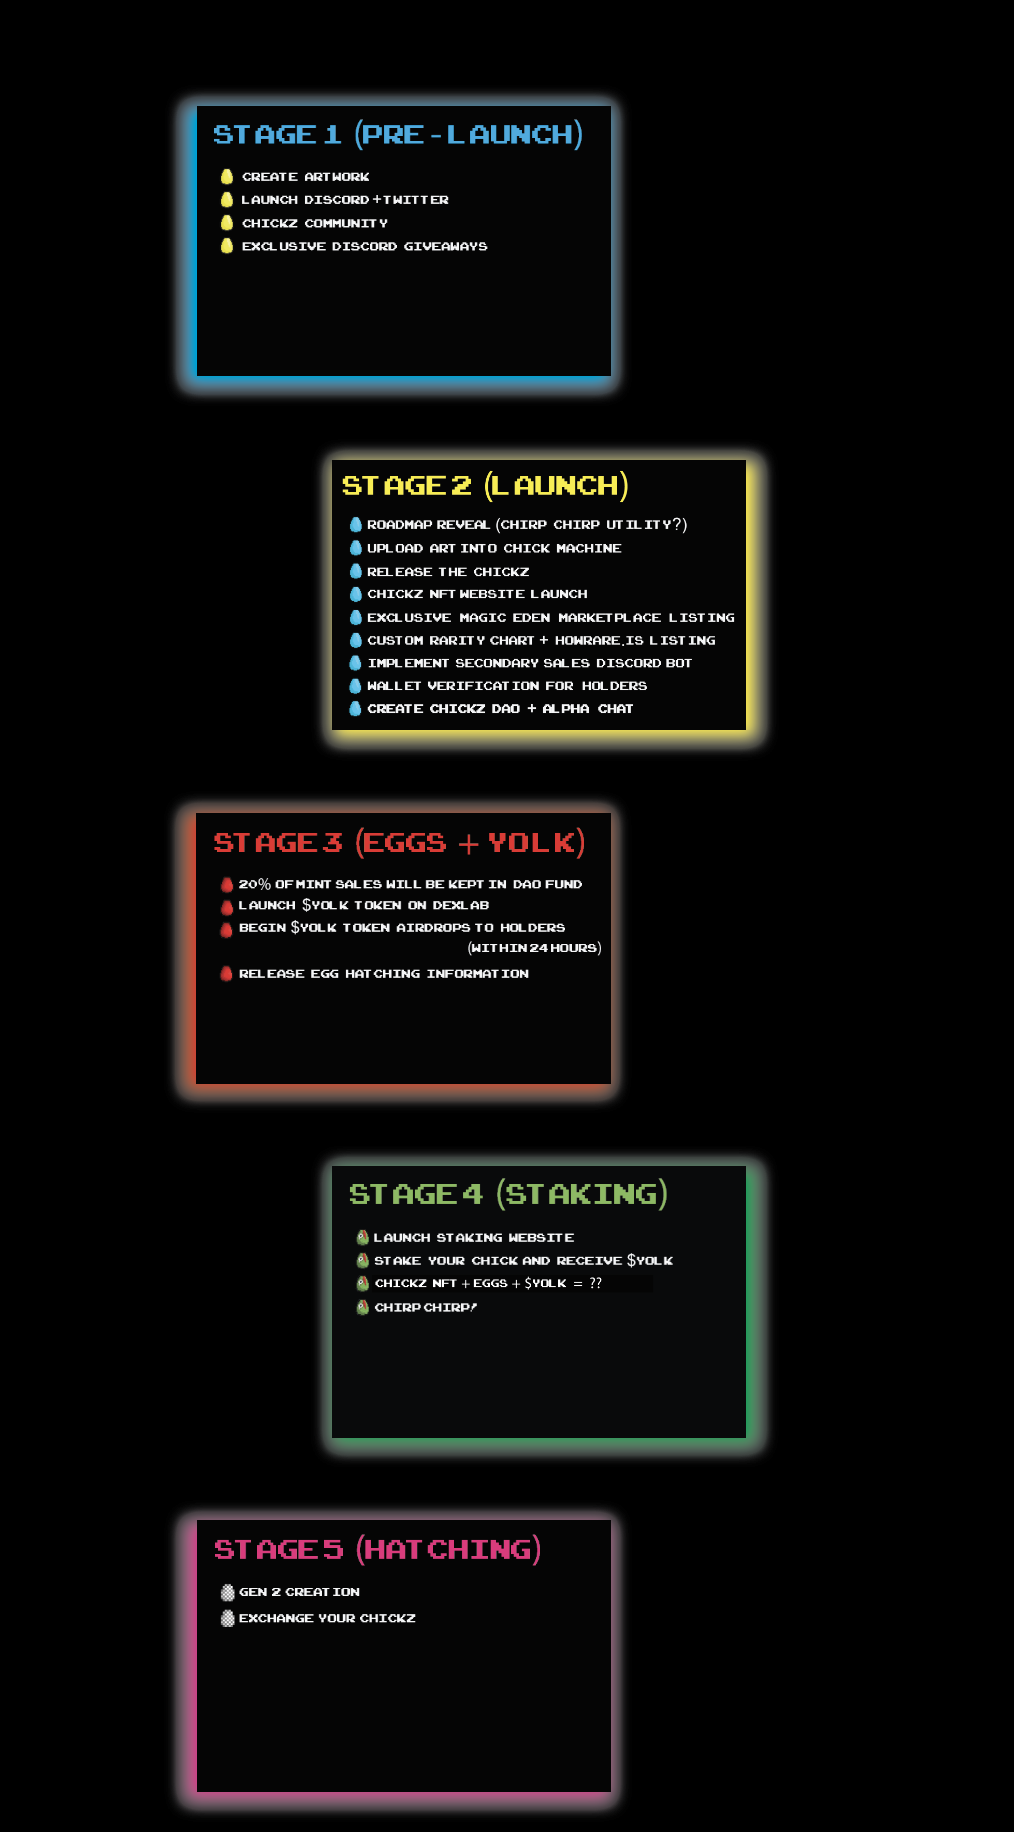 STAGE 1 (PRE-LAUNCH)
CREATE ARTWORK
LAUNCH DISCORD+TWITTER
CHICKZ COMMUNITY
EXCLUSIVE DISCORD GIVEAWAYS
STAGE 2 (LAUNCH)
ROADMAP REVEAL (CHIRP CHIRP UTILITY?)
UPLOAD ART INTO CHICK MACHINE
RELEASE THE CHICKZ
CHICKZ NFT WEBSITE LAUNCH
EXCLUSIVE MAGIC EDEN MARKETPLACE LISTING
CUSTOM RARITY CHART + HOWRARE.IS LISTING
IMPLEMENT SECONDARY SALES DISCORD BOT
WALLET VERIFICATION FOR HOLDERS
CREATE CHICKZ DAO + ALPHA CHAT
STAGE 3 (EGGS + YOLK)
20% OF MINT SALES WILL BE KEPT IN DAO FUND
LAUNCH $YOLK TOKEN ON DEXLAB
BEGIN $YOLK TOKEN AIRDROPS TO HOLDERS
(WITHIN 24 HOURS)
RELEASE EGG HATCHING INFORMATION
STAGE 4 (STAKING)
LAUNCH STAKING WEBSITE
STAKE YOUR CHICK AND RECEIVE $YOLK
CHICKZ NFT + EGGS + $YOLK = ??
CHIRP CHIRP!
STAGE 5 (HATCHING)
GEN 2 CREATION
EXCHANGE YOUR CHICKZ